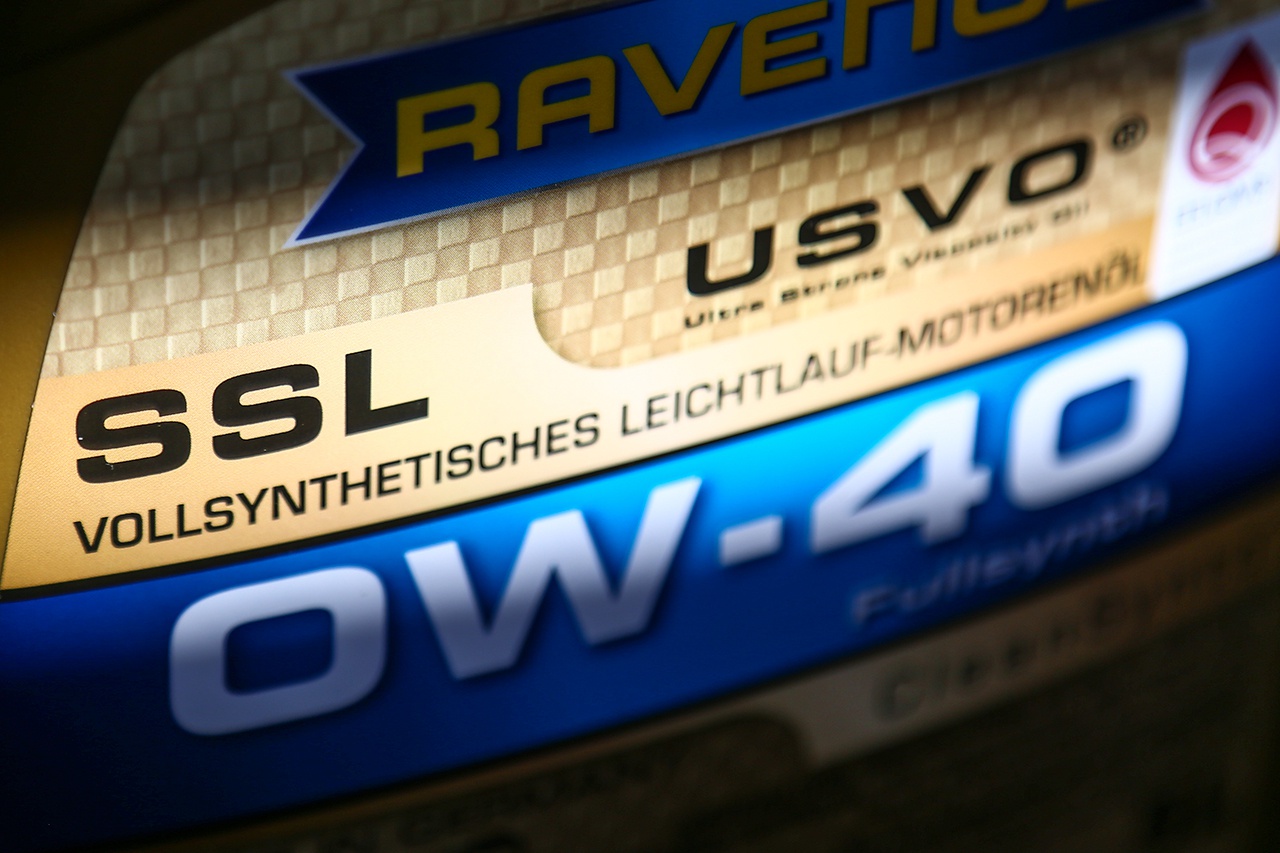 RAVENOL
USVO®
Ultra Strong Viscosity Oil
SSL
VOLLSYNTHETISCHES LEICHTLAUF-MOTORENÖL
0W-40
Fullsynth